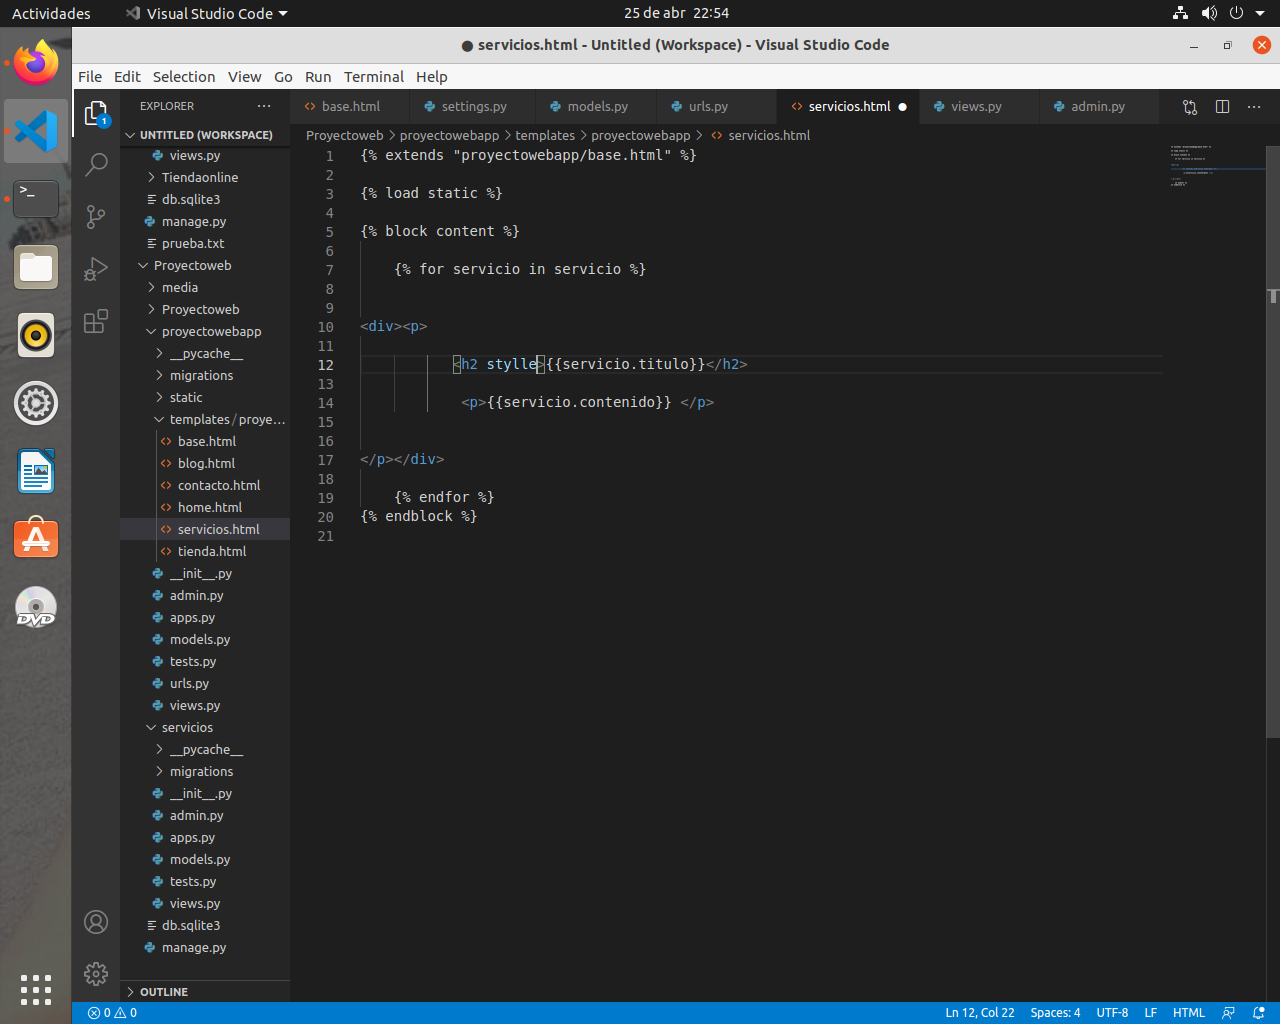 Actividades
Visual Studio Code
25 de abr 22:54
● servicios.html - Untitled (Workspace) - Visual Studio Code
File Edit Selection View Go Run Terminal Help
EXPLORER
base.html
settings.py
models.py
urls.py
servicios.html
views.py
admin.py
UNTITLED (WORKSPACE)
Proyectoweb > proyectowebapp > templates > proyectowebapp > servicios.html
1
views.py
Tiendaonline
db.sqlite3
manage.py
prueba.txt
Proyectoweb
media
Proyectoweb
proyectowebapp
__pycache__
migrations
static
templates/proye...
base.html
blog.html
contacto.html
home.html
servicios.html
tienda.html
__init__.py
admin.py
apps.py
models.py
tests.py
urls.py
views.py
servicios
__pycache__
migrations
__init__.py
admin.py
apps.py
models.py
tests.py
views.py
db.sqlite3
manage.py
OUTLINE
1 {% extends "proyectowebapp/base.html" %}
2
3 {% load static %}
4
5 {% block content %}
6
7 {% for servicio in servicio %}
8
9
10 <div><p>
11
12 <h2 stylle>{{servicio.titulo}}</h2>
13
14 <p>{{servicio.contenido}} </p>
15
16
17 </p></div>
18
19 {% endfor %}
20 {% endblock %}
21
>_
DVD
0 0
Ln 12, Col 22 Spaces: 4 UTF-8 LF HTML